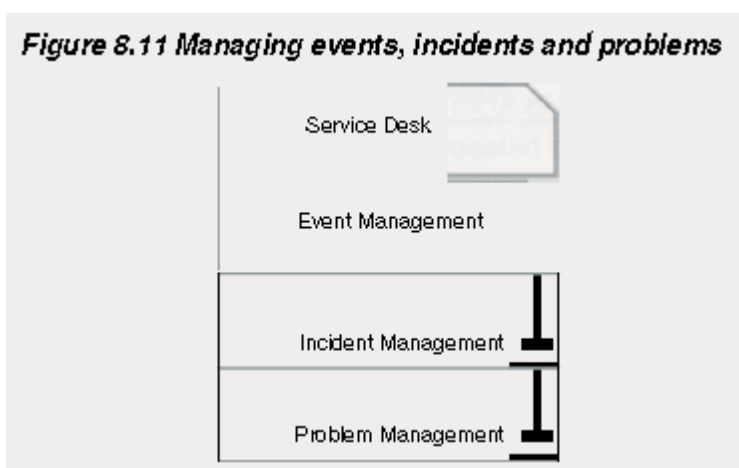 Figure 8.11 Managing events, incidents and problems
Service Desk
Event Management
Incident Management
Problem Management